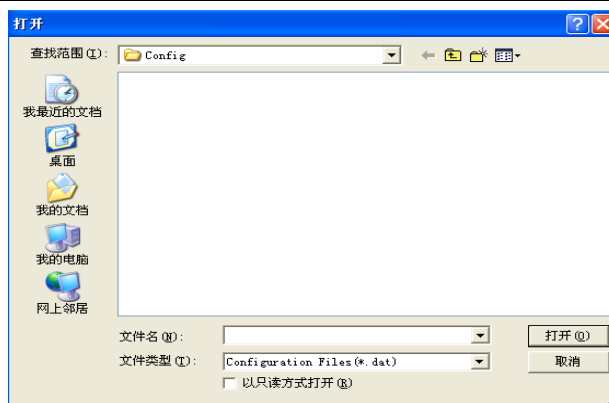 打开
查找范围(I):
Config
我最近的文档
桌面
我的文档
我的电脑
网上邻居
文件名(N):
打开(O)
文件类型(T):
Configuration Files(*.dat)
取消
以只读方式打开(R)